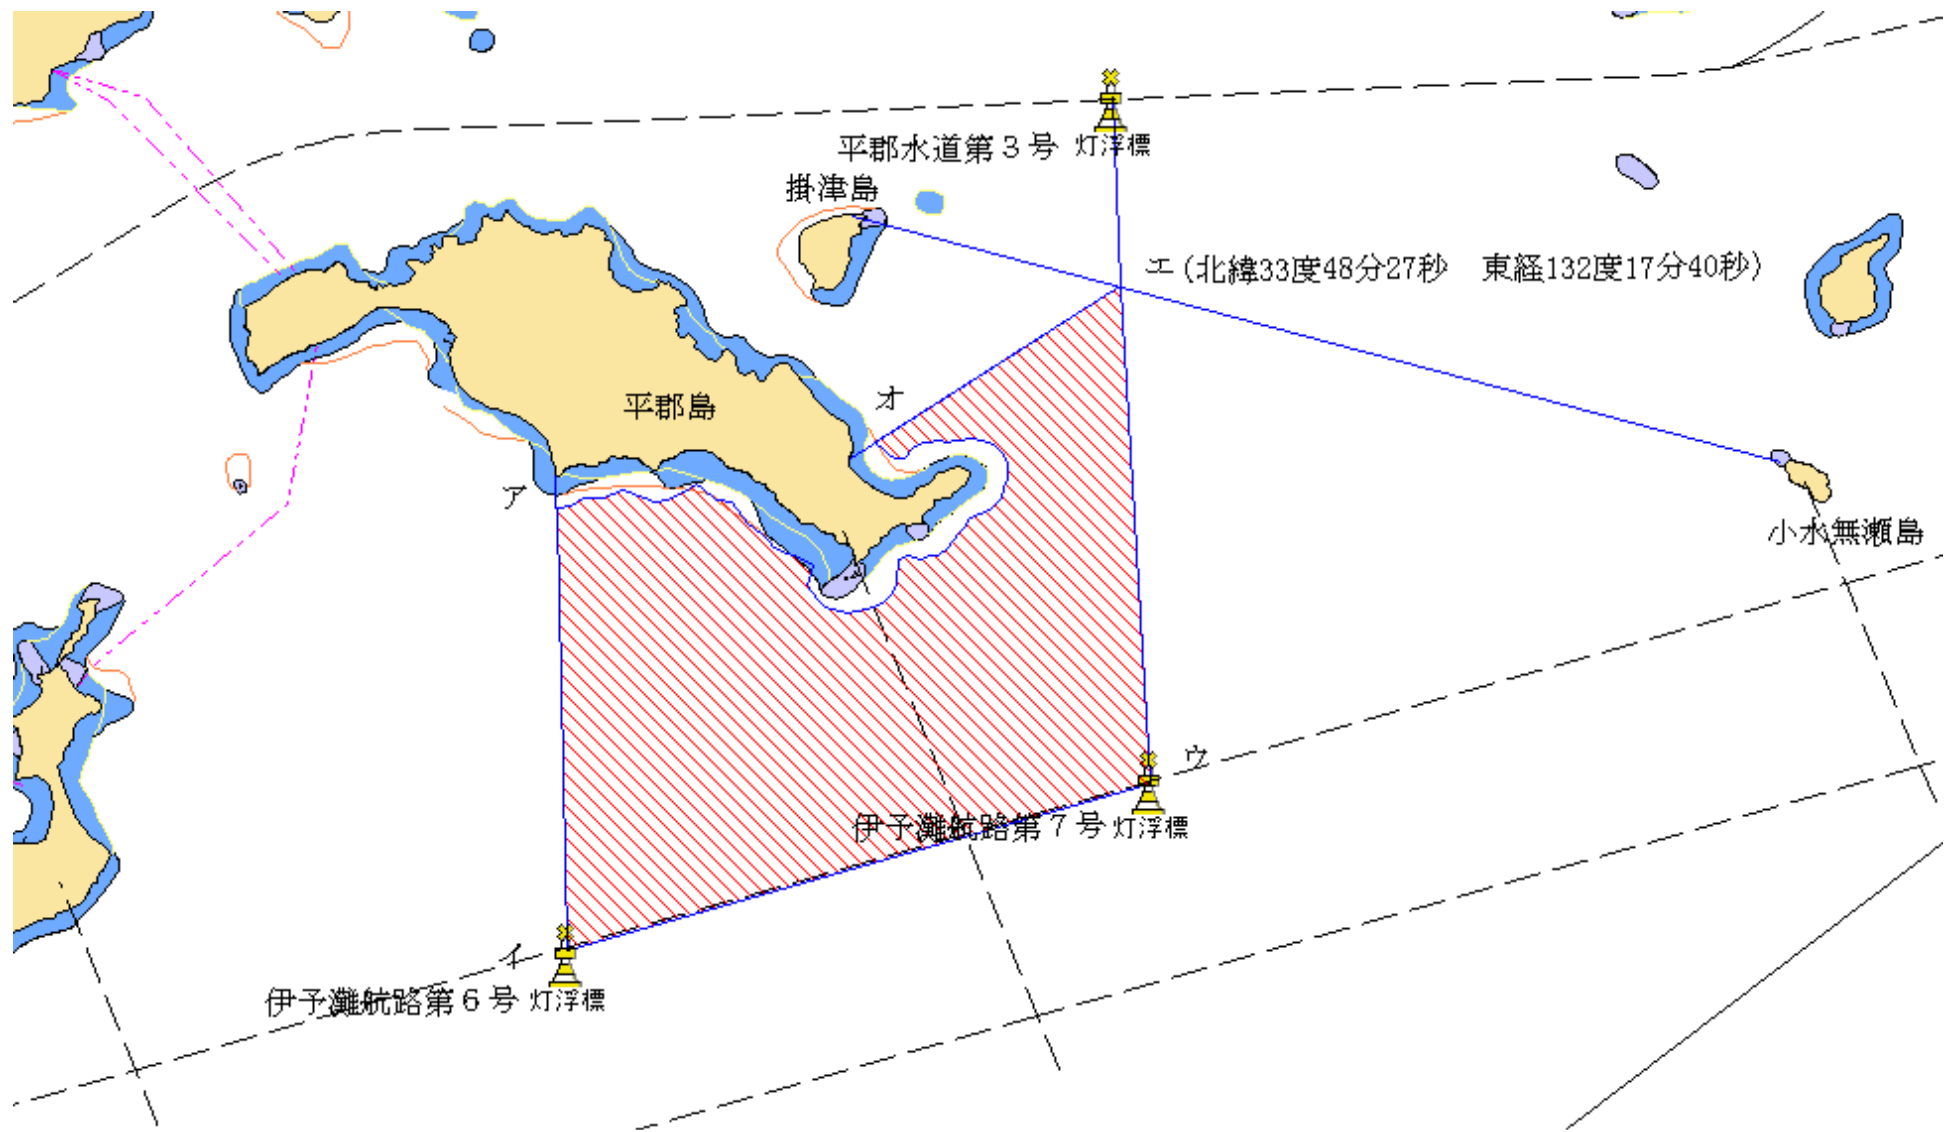 平郡水道第３号 灯浮標
掛津島
エ (北緯33度48分27秒　東経132度17分40秒)
オ
平郡島
ア
小水無瀬島
ウ
伊予灘航路第７号 灯浮標
イ
伊予灘航路第６号 灯浮標